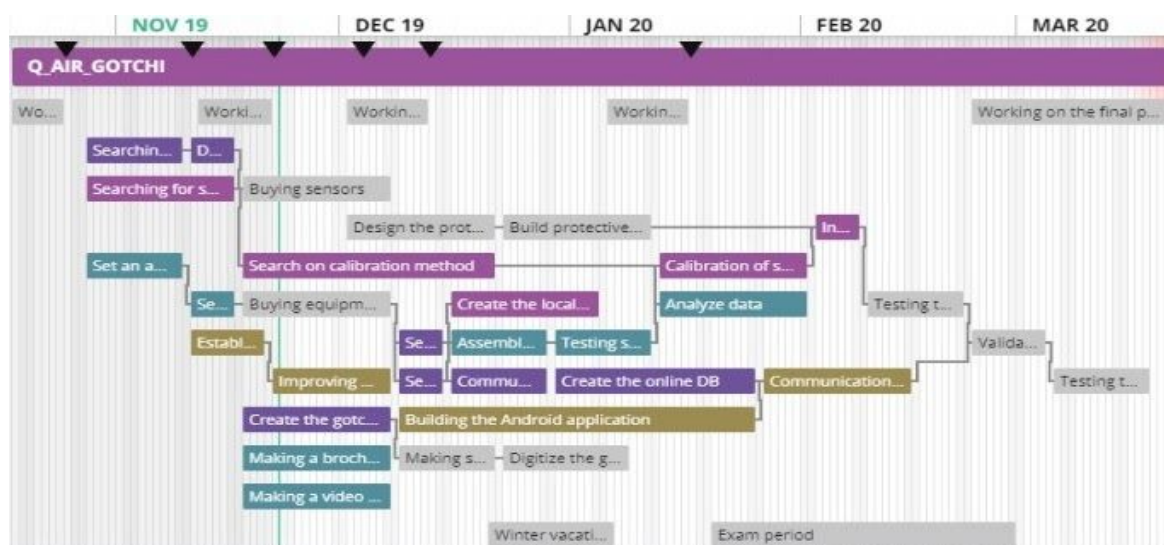 NOV 19 DEC 19 JAN 20 FEB 20 MAR 20
Q_AIR_GOTCHI
Wo... Worki... Workin... Workin... Working on the final p...
Searchin... D...
Searching for s... Buying sensors
Design the prot... Build protective... In...
Set an a... Search on calibration method Calibration of s...
Se... Buying equipm... Create the local... Analyze data Testing t...
Establ... Se... Assembl... Testing s... Valida...
Improving ... Se... Commu... Create the online DB Communication... Testing t...
Create the gotc... Building the Android application
Making a broch... Making s... Digitize the g...
Making a video ...
Winter vacati... Exam period